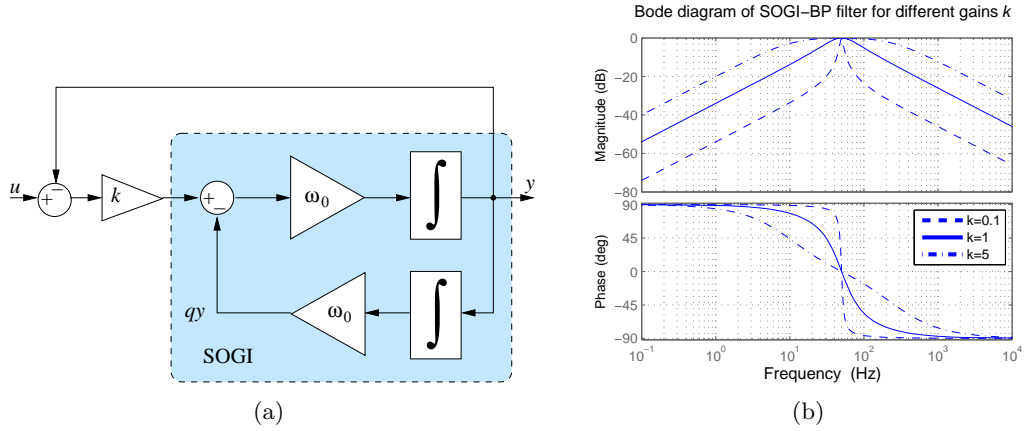 u
+
−
k
+
−
ω0
∫
y
qy
ω0
∫
SOGI
(a)
Bode diagram of SOGI−BP filter for different gains k
Magnitude (dB)
0
−20
−40
−60
−80
Phase (deg)
90
45
0
−45
−90
k=0.1
k=1
k=5
10−1
100
101
102
103
104
Frequency (Hz)
(b)